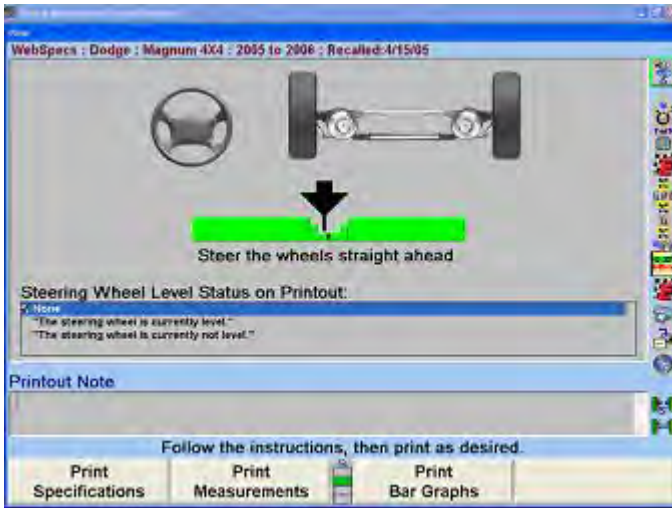 WebSpecs : Dodge : Magnum 4X4 : 2005 to 2006 : Recalled:4/15/05
Steer the wheels straight ahead
Steering Wheel Level Status on Printout:
None
"The steering wheel is currently level."
"The steering wheel is currently not level."
Printout Note
Follow the instructions, then print as desired.
Print Specifications
Print Measurements
Print Bar Graphs